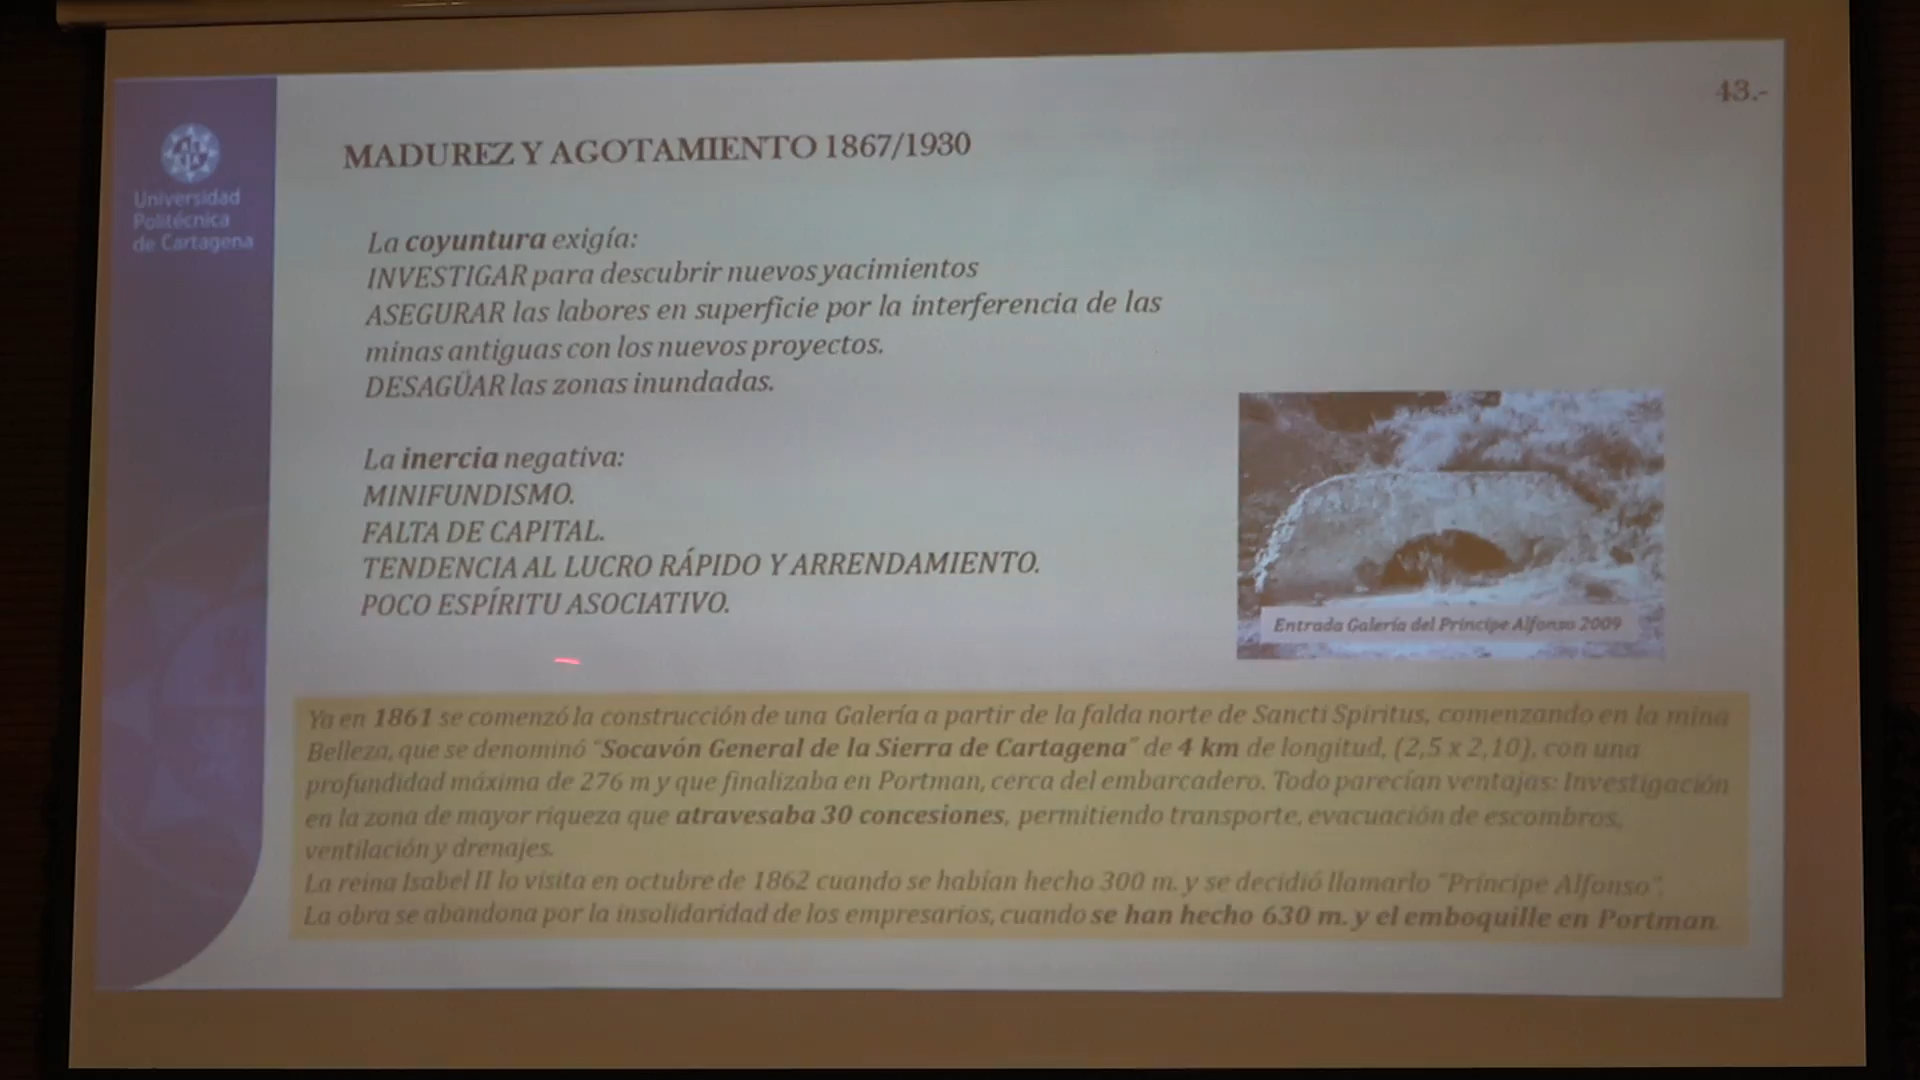 43.-
Universidad
Politécnica
de Cartagena
MADUREZ Y AGOTAMIENTO 1867/1930
La coyuntura exigía:
INVESTIGAR para descubrir nuevos yacimientos
ASEGURAR las labores en superficie por la interferencia de las
minas antiguas con los nuevos proyectos.
DESAGÜAR las zonas inundadas.
La inercia negativa:
MINIFUNDISMO.
FALTA DE CAPITAL.
TENDENCIA AL LUCRO RÁPIDO Y ARRENDAMIENTO.
POCO ESPÍRITU ASOCIATIVO.
Entrada Galería del Príncipe Alfonso 2009
Ya en 1861 se comenzó la construcción de una Galería a partir de la falda norte de Sancti Spiritus, comenzando en la mina
Belleza, que se denominó "Socavón General de la Sierra de Cartagena" de 4 km de longitud, (2,5 x 2,10), con una
profundidad máxima de 276 m y que finalizaba en Portman, cerca del embarcadero. Todo parecían ventajas: Investigación
en la zona de mayor riqueza que atravesaba 30 concesiones, permitiendo transporte, evacuación de escombros,
ventilación y drenajes.
La reina Isabel II lo visita en octubre de 1862 cuando se habían hecho 300 m. y se decidió llamarlo "Príncipe Alfonso".
La obra se abandona por la insolidaridad de los empresarios, cuando se han hecho 630 m. y el emboquille en Portman.